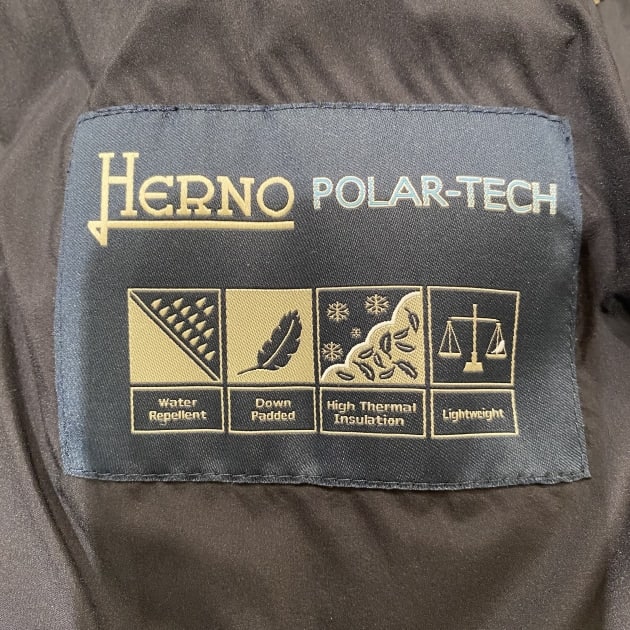 HERNO POLAR-TECH
Water
Repellent
Down
Padded
High Thermal
Insulation
Lightweight